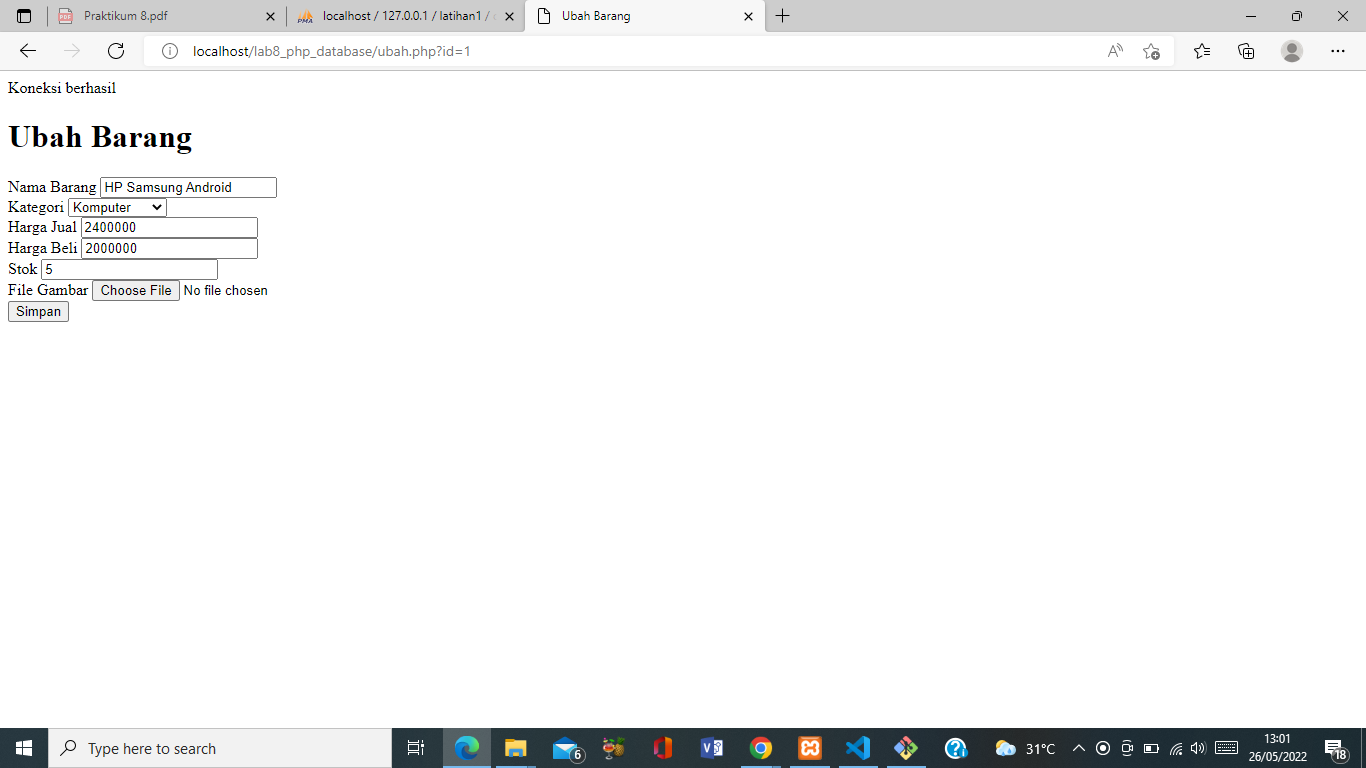 Praktikum 8.pdf
localhost / 127.0.0.1 / latihan1 /
Ubah Barang
localhost/lab8_php_database/ubah.php?id=1
Koneksi berhasil
Ubah Barang
Nama Barang HP Samsung Android
Kategori Komputer
Harga Jual 2400000
Harga Beli 2000000
Stok 5
File Gambar Choose File No file chosen
Simpan
Type here to search
6
31°C
13:01
26/05/2022
18